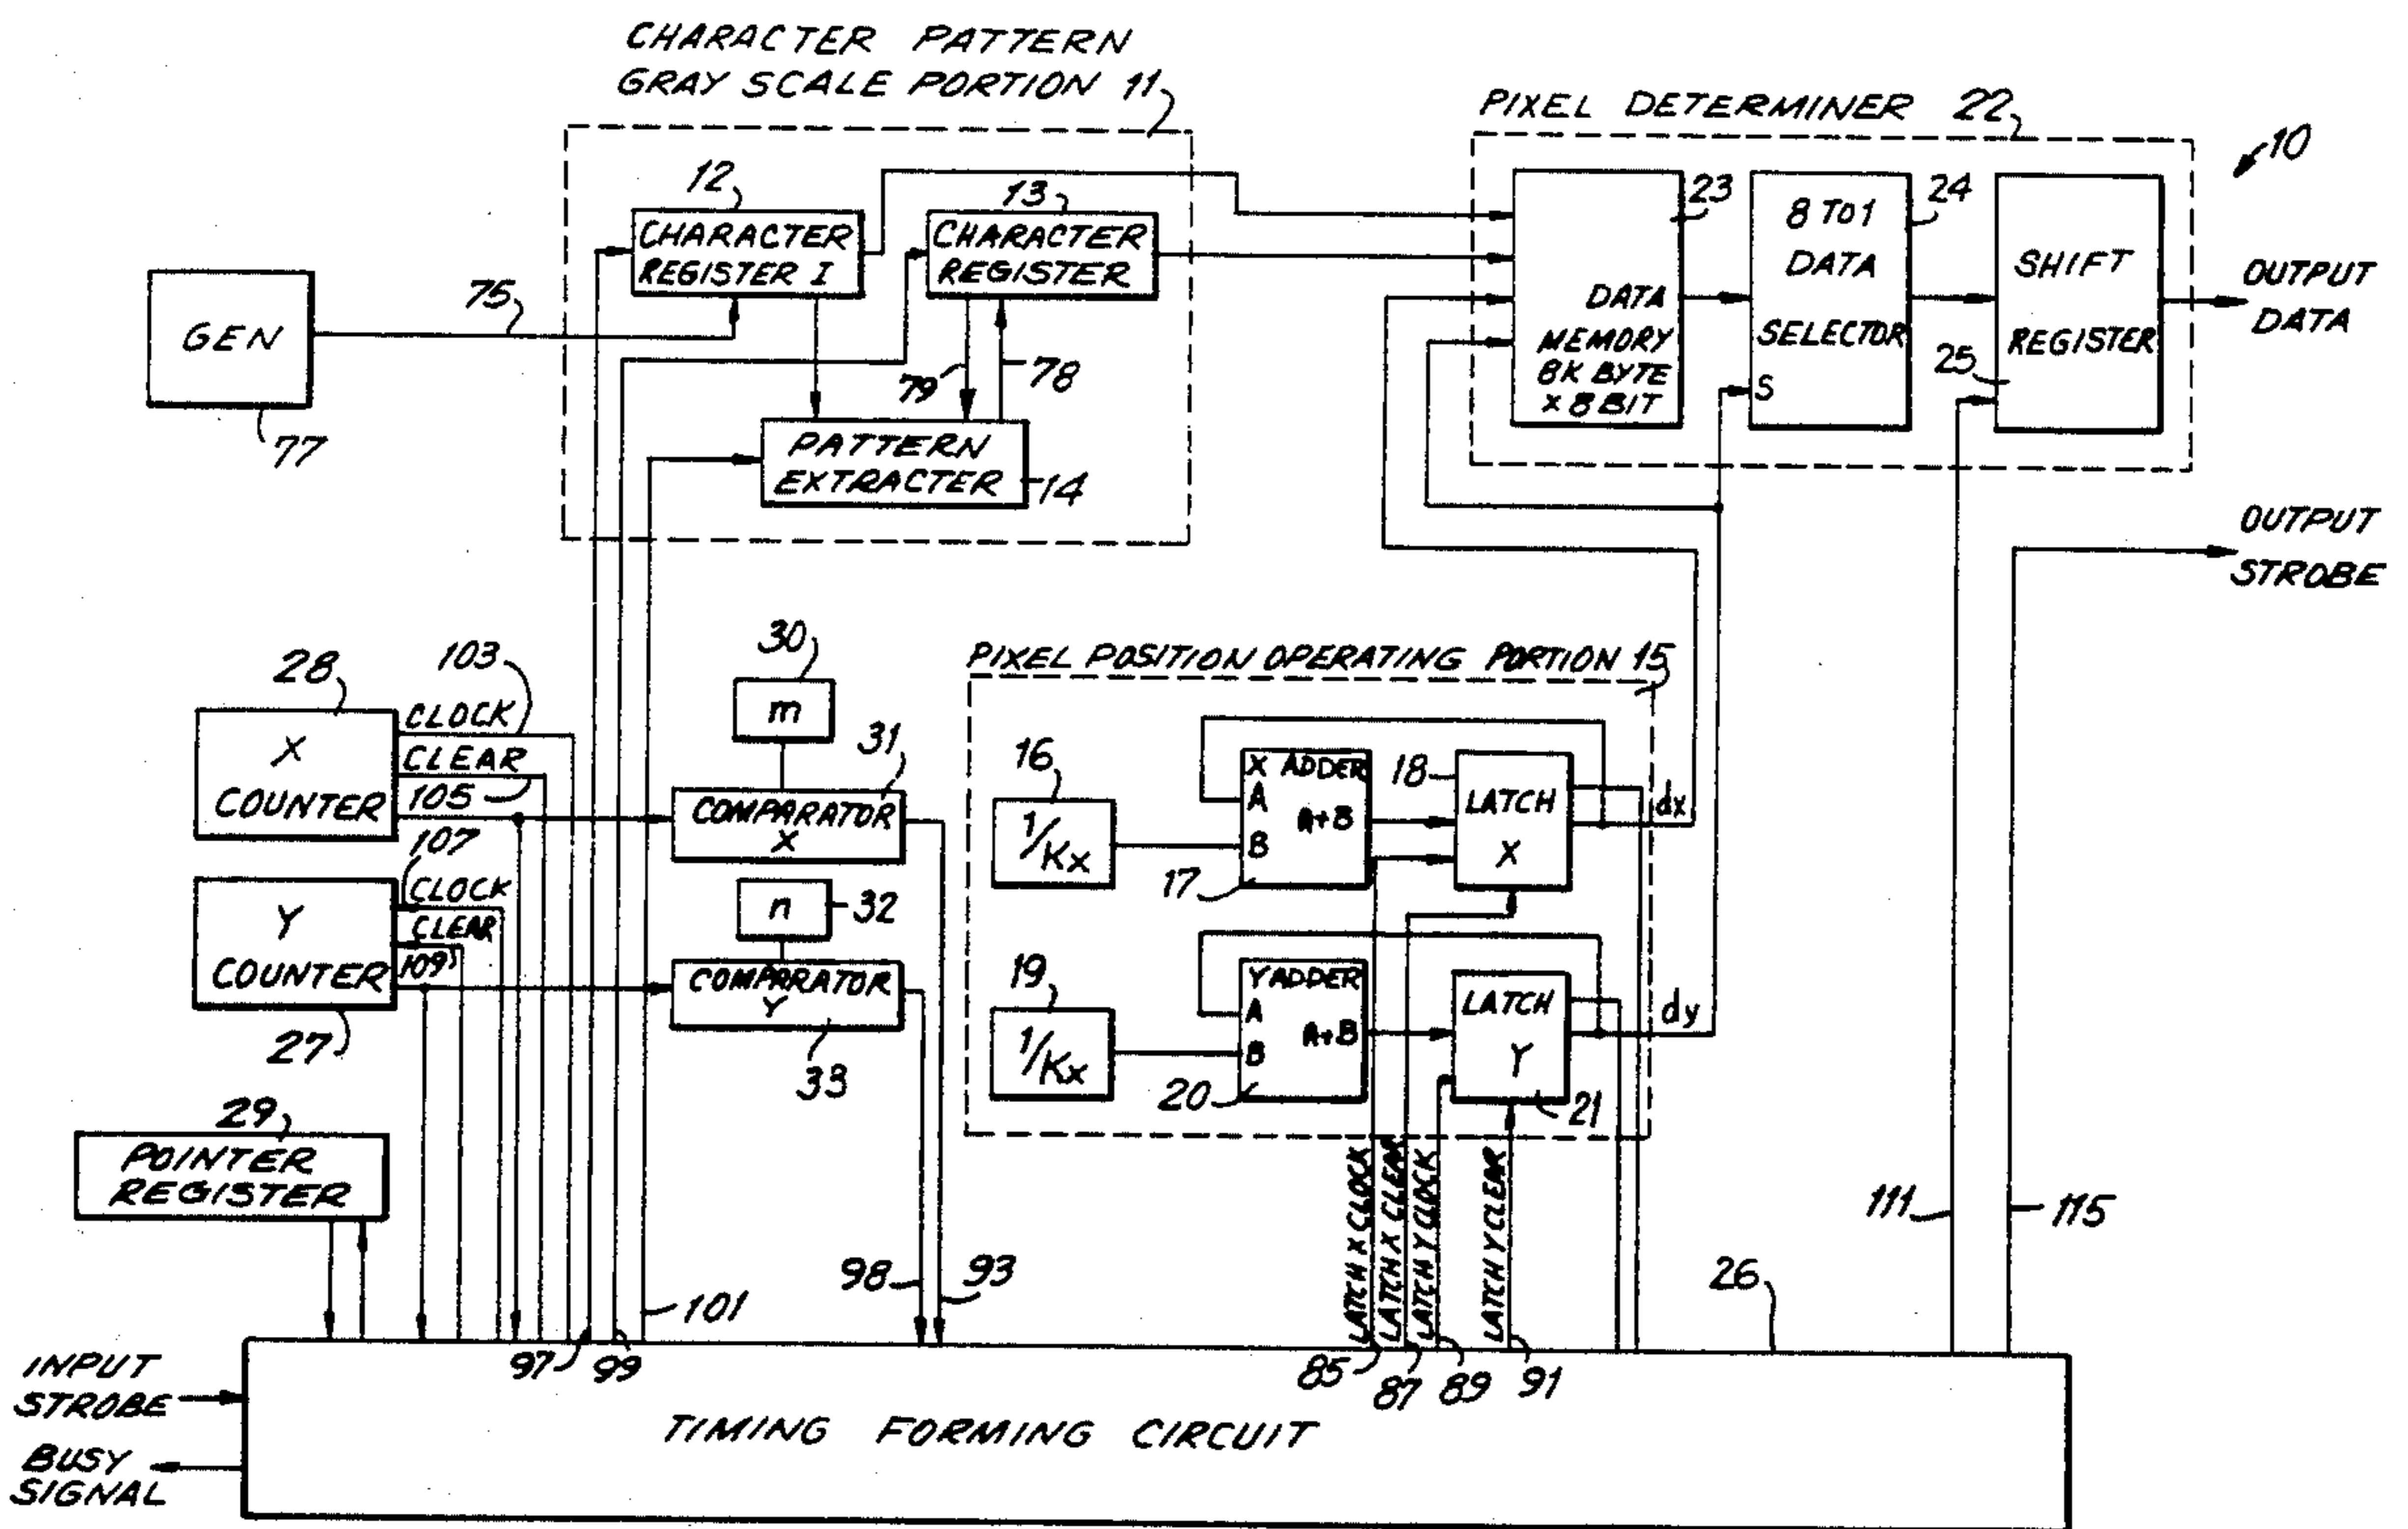 CHARACTER PATTERN
GRAY SCALE PORTION 11
PIXEL DETERMINER 22
10
12
CHARACTER
REGISTER I
13
CHARACTER
REGISTER
23
DATA
MEMORY
8K BYTE
× 8 BIT
8 TO 1
DATA
SELECTOR
S
24
SHIFT
REGISTER
25
OUTPUT
DATA
GEN
77
75
79
78
PATTERN
EXTRACTER
14
OUTPUT
STROBE
28
X
COUNTER
103
CLOCK
CLEAR
105
107
CLOCK
CLEAR
109
Y
COUNTER
27
30
m
31
COMPARATOR
X
n
32
COMPARATOR
Y
33
PIXEL POSITION OPERATING PORTION 15
16
1/Kx
X ADDER
A
A+B
B
17
18
LATCH
X
dx
19
1/Kx
Y ADDER
A
A+B
B
20
LATCH
Y
21
dy
29
POINTER
REGISTER
LATCH X CLOCK
LATCH X CLEAR
LATCH Y CLOCK
LATCH Y CLEAR
111
115
98
93
101
97
99
85
87
89
91
26
INPUT
STROBE
BUSY
SIGNAL
TIMING FORMING CIRCUIT